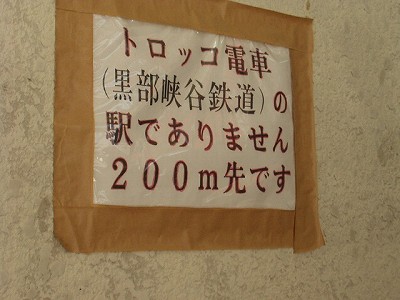 トロッコ電車
(黒部峡谷鉄道)の
駅でありません
200m先です